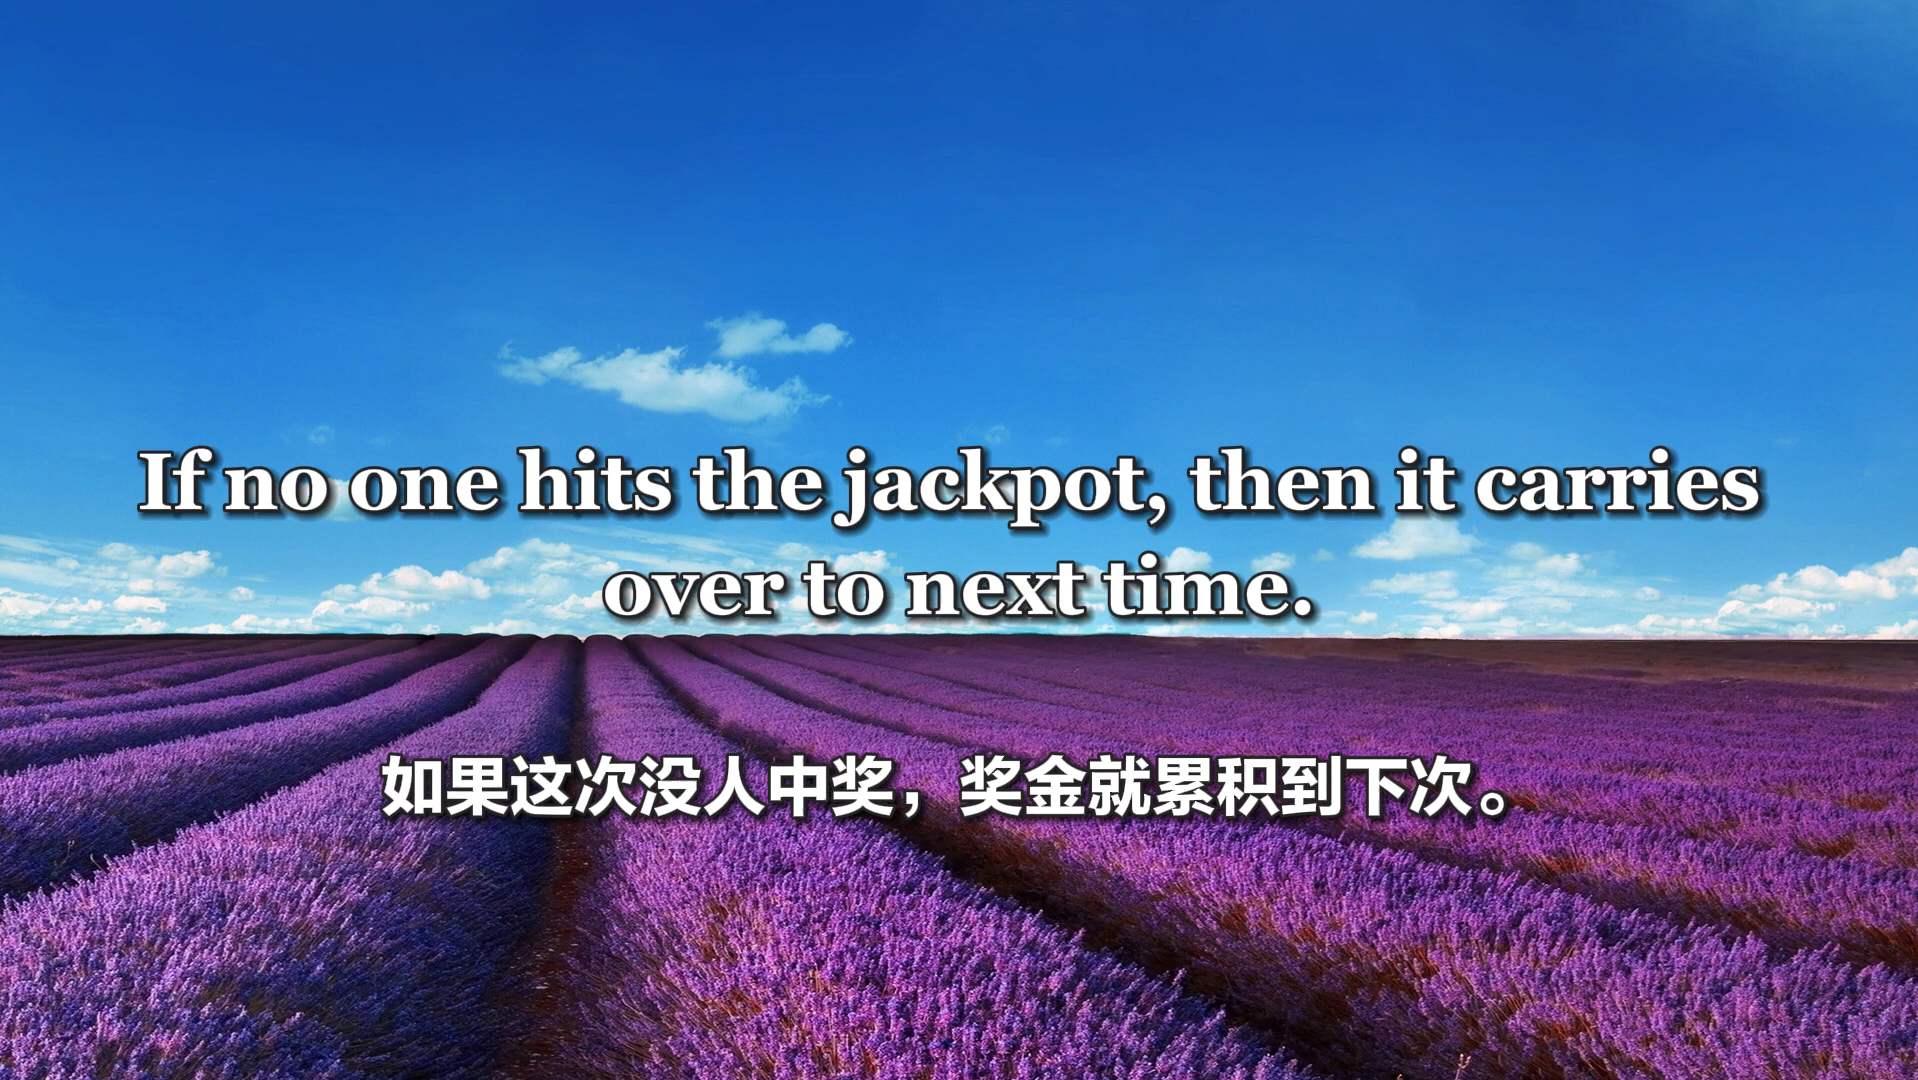 If no one hits the jackpot, then it carries
over to next time.
如果这次没人中奖，奖金就累积到下次。